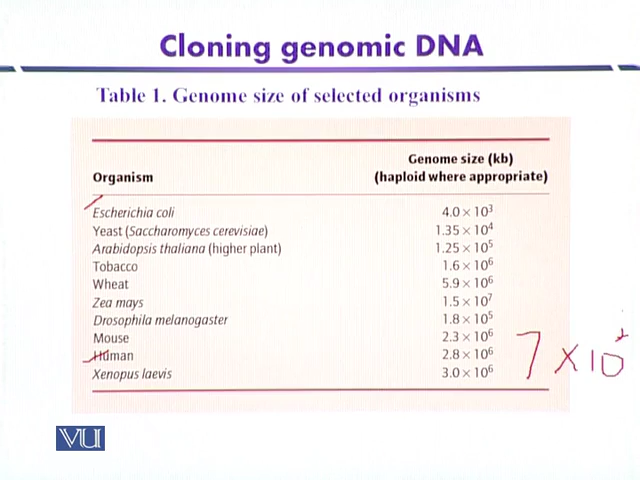 Cloning genomic DNA
Table 1. Genome size of selected organisms
Organism Genome size (kb) (haploid where appropriate)
Escherichia coli 4.0 × 10³
Yeast (Saccharomyces cerevisiae) 1.35 × 10⁴
Arabidopsis thaliana (higher plant) 1.25 × 10⁵
Tobacco 1.6 × 10⁶
Wheat 5.9 × 10⁶
Zea mays 1.5 × 10⁷
Drosophila melanogaster 1.8 × 10⁵
Mouse 2.3 × 10⁶
Human 2.8 × 10⁶
Xenopus laevis 3.0 × 10⁶
7 × 10
VU